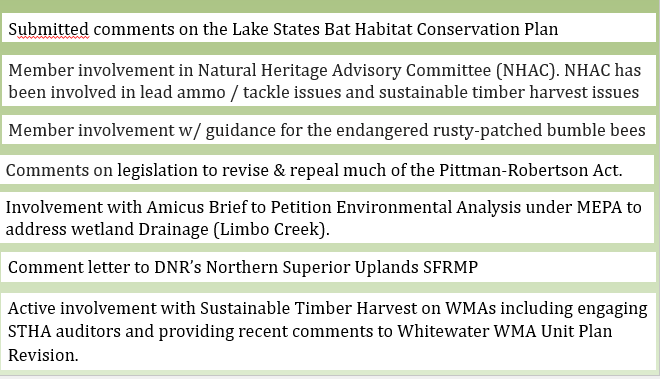 Submitted comments on the Lake States Bat Habitat Conservation Plan
Member involvement in Natural Heritage Advisory Committee (NHAC). NHAC has
been involved in lead ammo / tackle issues and sustainable timber harvest issues
Member involvement w/ guidance for the endangered rusty-patched bumble bees
Comments on legislation to revise & repeal much of the Pittman-Robertson Act.
Involvement with Amicus Brief to Petition Environmental Analysis under MEPA to
address wetland Drainage (Limbo Creek).
Comment letter to DNR’s Northern Superior Uplands SFRMP
Active involvement with Sustainable Timber Harvest on WMAs including engaging
STHA auditors and providing recent comments to Whitewater WMA Unit Plan
Revision.